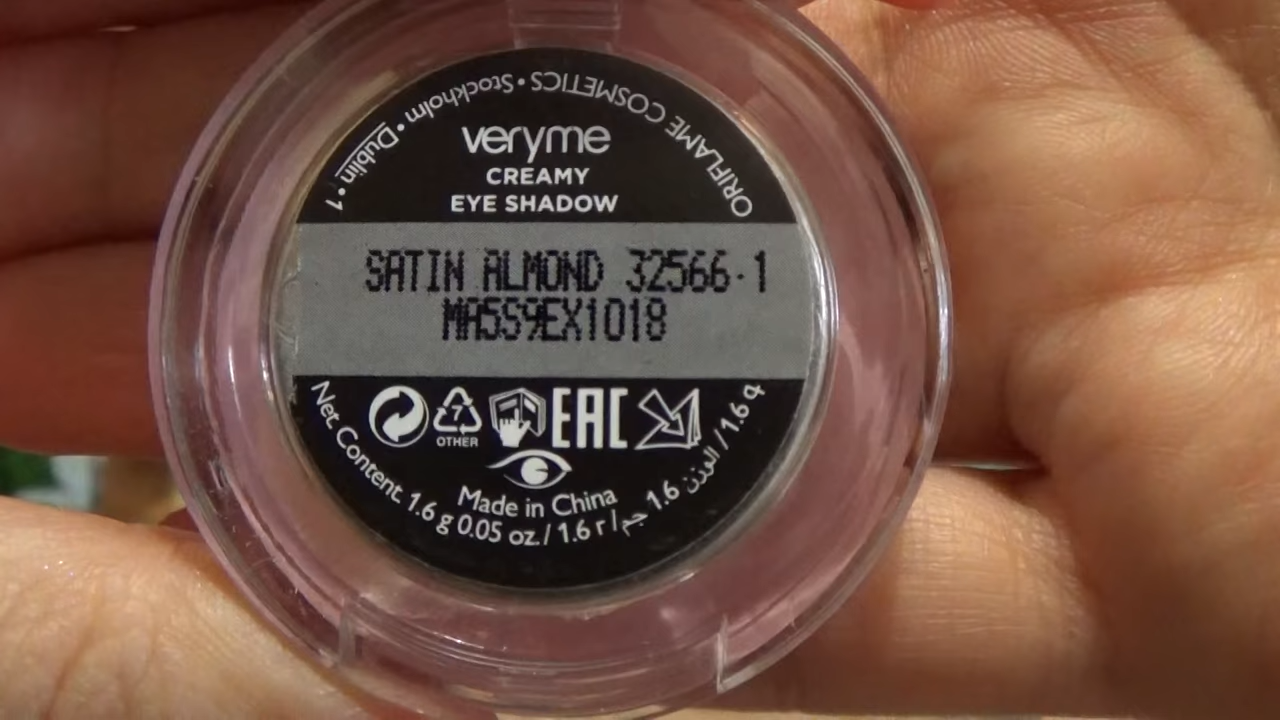 ORIFLAME COSMETICS • Stockholm • Dublin • 1
veryme
CREAMY
EYE SHADOW
SATIN ALMOND 32566-1
MA5S9EX1018
7
OTHER
EAC
Made in China
Net. Content. 1.6 g 0.05 oz. / 1.6 г / الوزن 1.6 جم / 1.6 q